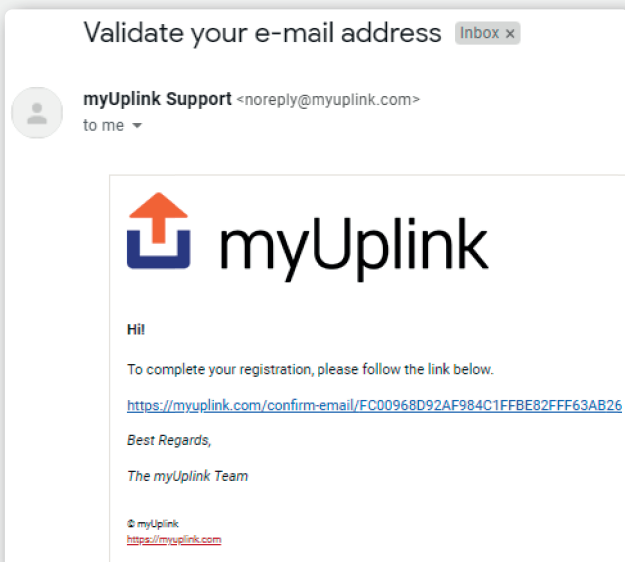 Validate your e-mail address Inbox x
myUplink Support <noreply@myuplink.com>
to me
myUplink
Hi!
To complete your registration, please follow the link below.
https://myuplink.com/confirm-email/FC00968D92AF984C1FFBE82FFF63AB26
Best Regards,
The myUplink Team
© myUplink
https://myuplink.com